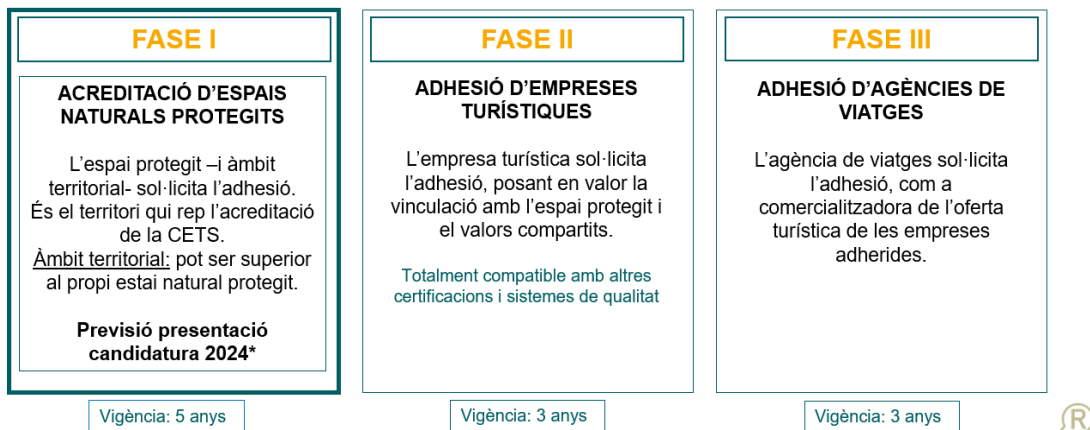 FASE I
ACREDITACIÓ D'ESPAIS
NATURALS PROTEGITS
L'espai protegit –i àmbit
territorial- sol·licita l'adhesió.
És el territori qui rep l'acreditació
de la CETS.
Àmbit territorial: pot ser superior
al propi estai natural protegit.
Previsió presentació
candidatura 2024*
Vigència: 5 anys
FASE II
ADHESIÓ D'EMPRESES
TURÍSTIQUES
L'empresa turística sol·licita
l'adhesió, posant en valor la
vinculació amb l'espai protegit i
el valors compartits.
Totalment compatible amb altres
certificacions i sistemes de qualitat
Vigència: 3 anys
FASE III
ADHESIÓ D'AGÈNCIES DE
VIATGES
L'agència de viatges sol·licita
l'adhesió, com a
comercialitzadora de l'oferta
turística de les empreses
adherides.
Vigència: 3 anys
®